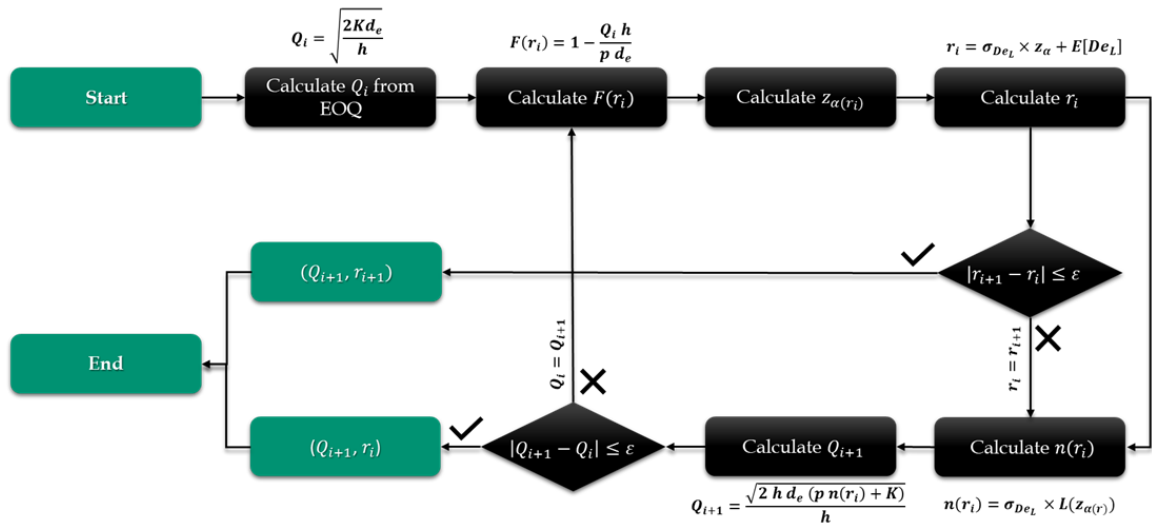 Q_i = √(2Kd_e / h)
F(r_i) = 1 − Q_i h / p d_e
r_i = σ_{De_L} × z_α + E[De_L]
Start
Calculate Q_i from
EOQ
Calculate F(r_i)
Calculate z_{α(r_i)}
Calculate r_i
(Q_{i+1}, r_{i+1})
|r_{i+1} − r_i| ≤ ε
End
Q_i = Q_{i+1}
r_i = r_{i+1}
(Q_{i+1}, r_i)
|Q_{i+1} − Q_i| ≤ ε
Calculate Q_{i+1}
Calculate n(r_i)
Q_{i+1} = √(2 h d_e (p n(r_i) + K)) / h
n(r_i) = σ_{De_L} × L(z_{α(r)})